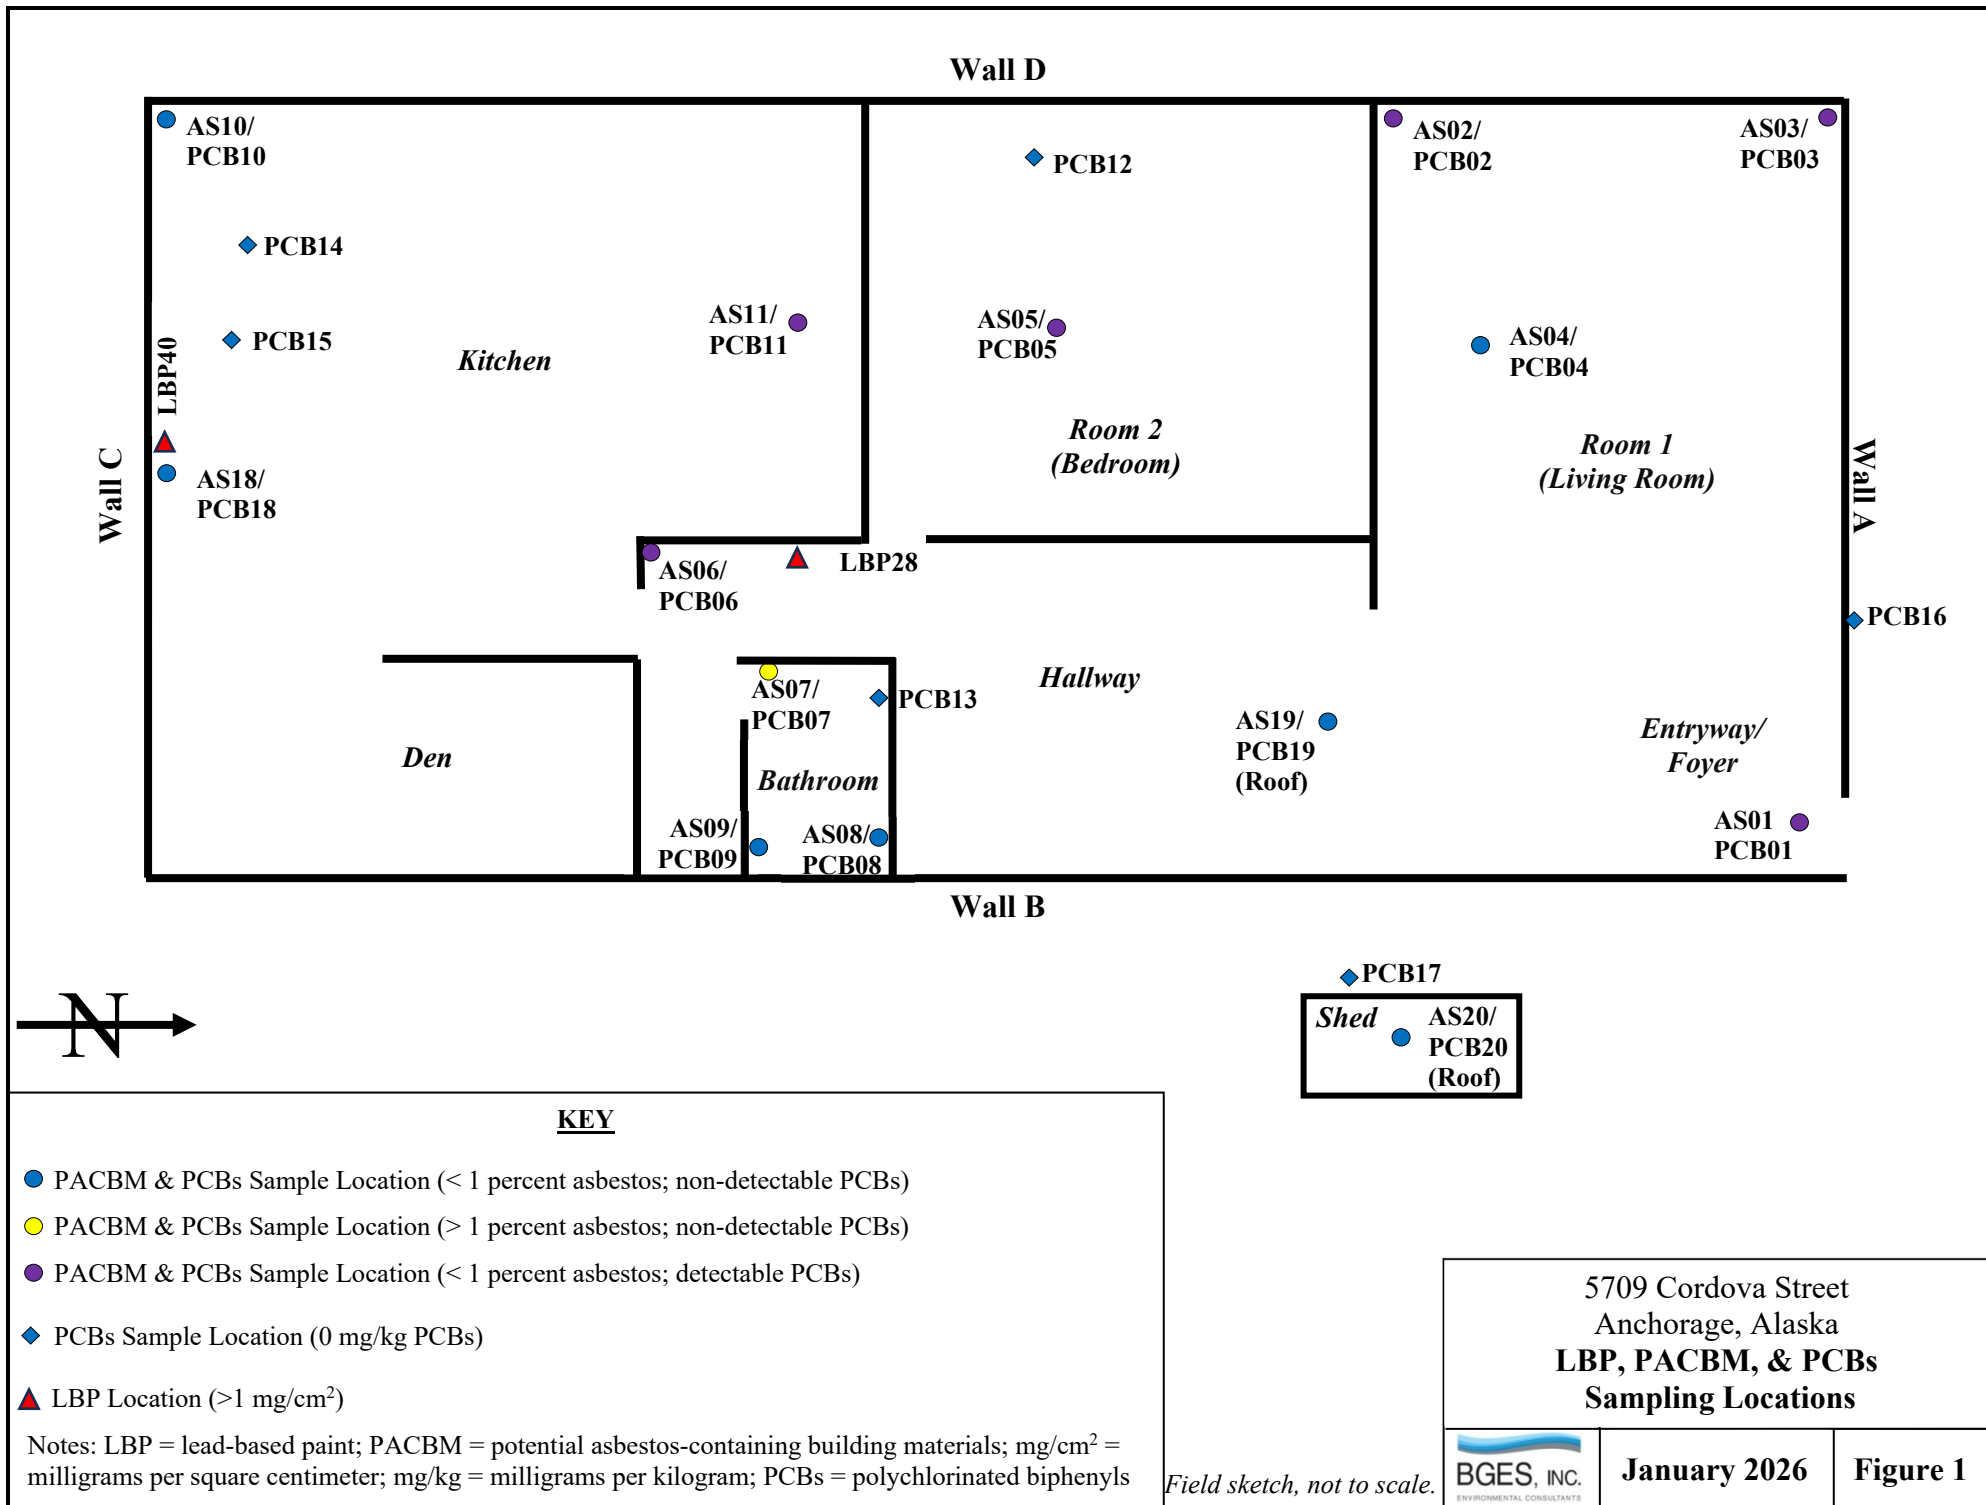 Wall D
AS10/
PCB10
PCB12
AS02/
PCB02
AS03/
PCB03
PCB14
PCB15
LBP40
Kitchen
AS11/
PCB11
AS05/
PCB05
AS04/
PCB04
Room 2
(Bedroom)
Room 1
(Living Room)
Wall C
Wall A
AS18/
PCB18
AS06/
PCB06
LBP28
PCB16
AS07/
PCB07
PCB13
Hallway
AS19/
PCB19
(Roof)
Entryway/
Foyer
Den
Bathroom
AS09/
PCB09
AS08/
PCB08
AS01
PCB01
Wall B
PCB17
Shed
AS20/
PCB20
(Roof)
N
KEY
PACBM & PCBs Sample Location (< 1 percent asbestos; non-detectable PCBs)
PACBM & PCBs Sample Location (> 1 percent asbestos; non-detectable PCBs)
PACBM & PCBs Sample Location (< 1 percent asbestos; detectable PCBs)
PCBs Sample Location (0 mg/kg PCBs)
LBP Location (>1 mg/cm²)
Notes: LBP = lead-based paint; PACBM = potential asbestos-containing building materials; mg/cm² =
milligrams per square centimeter; mg/kg = milligrams per kilogram; PCBs = polychlorinated biphenyls
Field sketch, not to scale.
5709 Cordova Street
Anchorage, Alaska
LBP, PACBM, & PCBs
Sampling Locations
BGES, INC.
ENVIRONMENTAL CONSULTANTS
January 2026
Figure 1